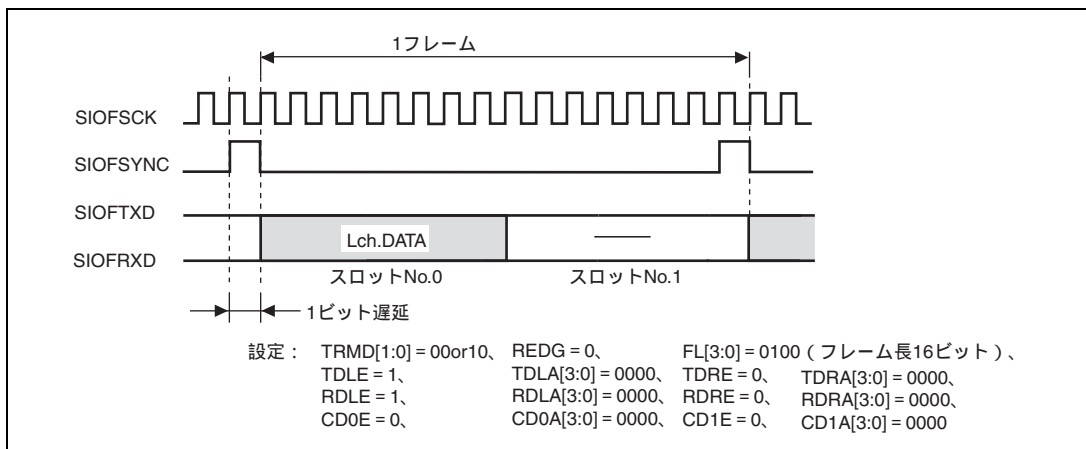 1フレーム
SIOFSCK
SIOFSYNC
SIOFTXD
SIOFRXD
Lch.DATA
スロットNo.0 スロットNo.1
1ビット遅延
設定： TRMD[1:0] = 00or10、 REDG = 0、 FL[3:0] = 0100（フレーム長16ビット）、
TDLE = 1、 TDLA[3:0] = 0000、 TDRE = 0、 TDRA[3:0] = 0000、
RDLE = 1、 RDLA[3:0] = 0000、 RDRE = 0、 RDRA[3:0] = 0000、
CD0E = 0、 CD0A[3:0] = 0000、 CD1E = 0、 CD1A[3:0] = 0000